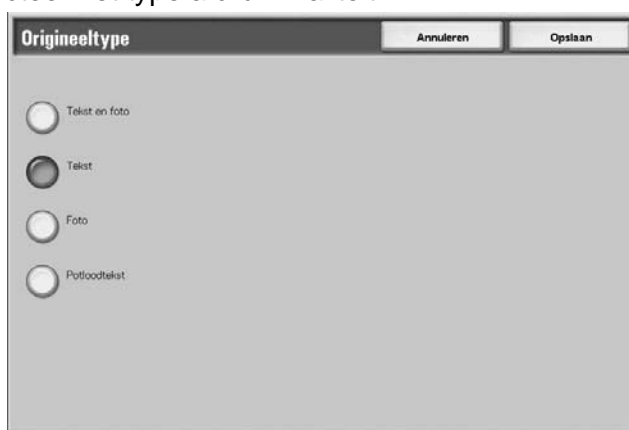 Origineeltype
Annuleren
Opslaan
Tekst en foto
Tekst
Foto
Potloodtekst